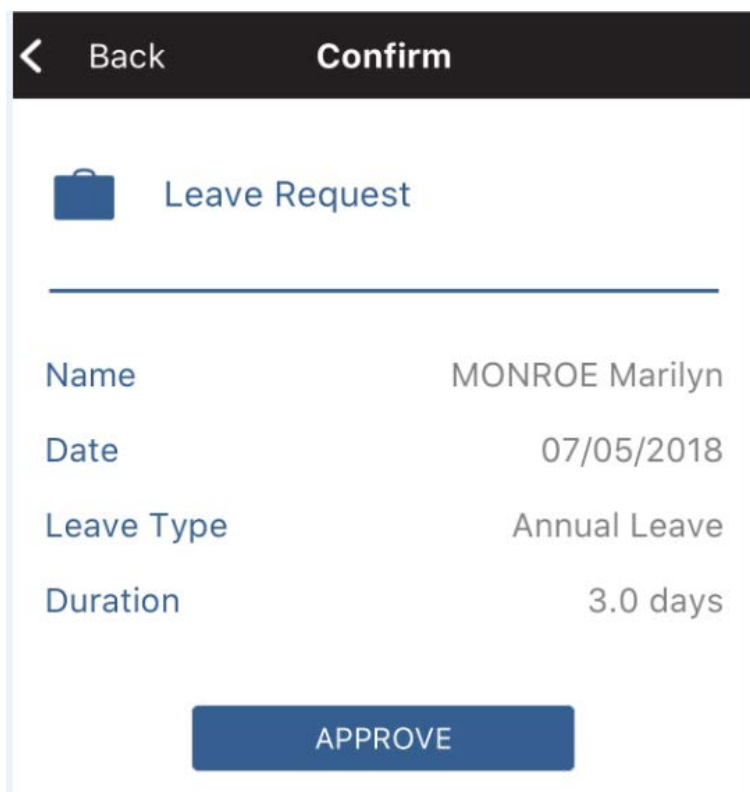 Back Confirm
Leave Request
Name MONROE Marilyn
Date 07/05/2018
Leave Type Annual Leave
Duration 3.0 days
APPROVE